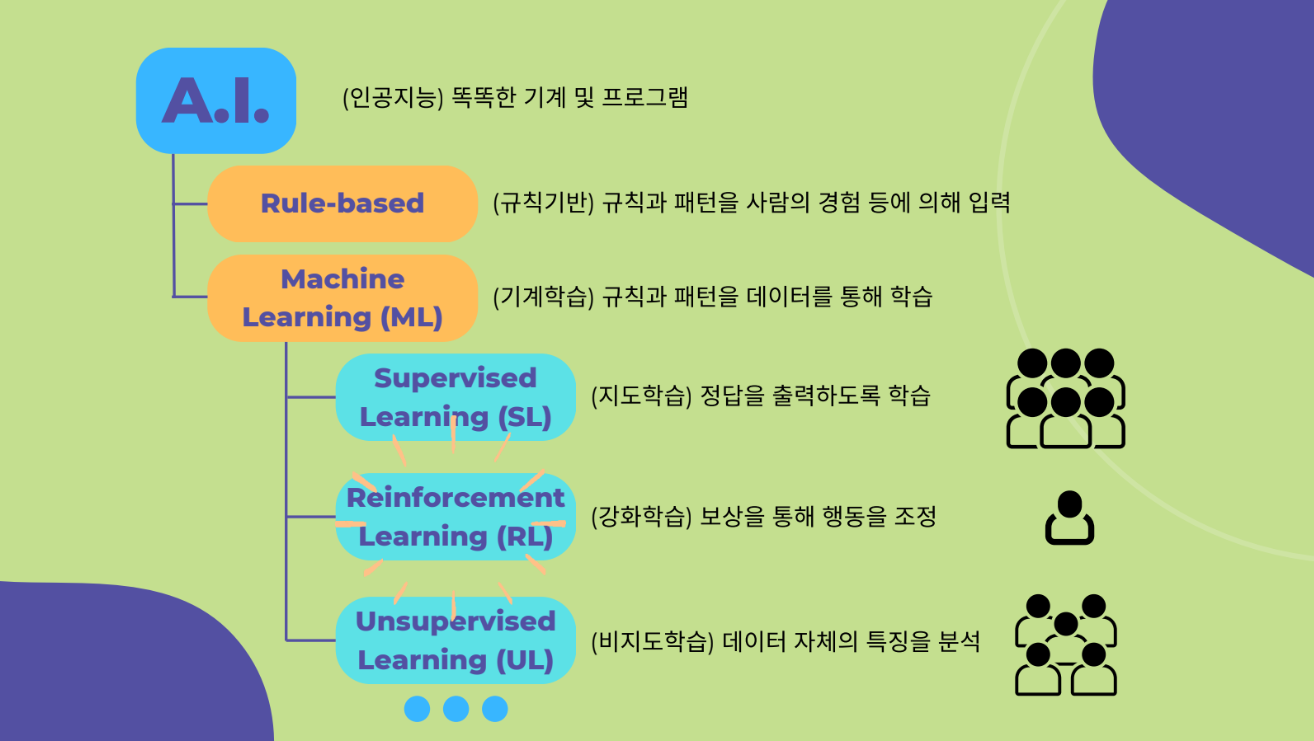 A.I.
(인공지능) 똑똑한 기계 및 프로그램
Rule-based
(규칙기반) 규칙과 패턴을 사람의 경험 등에 의해 입력
Machine
Learning (ML)
(기계학습) 규칙과 패턴을 데이터를 통해 학습
Supervised
Learning (SL)
(지도학습) 정답을 출력하도록 학습
Reinforcement
Learning (RL)
(강화학습) 보상을 통해 행동을 조정
Unsupervised
Learning (UL)
(비지도학습) 데이터 자체의 특징을 분석